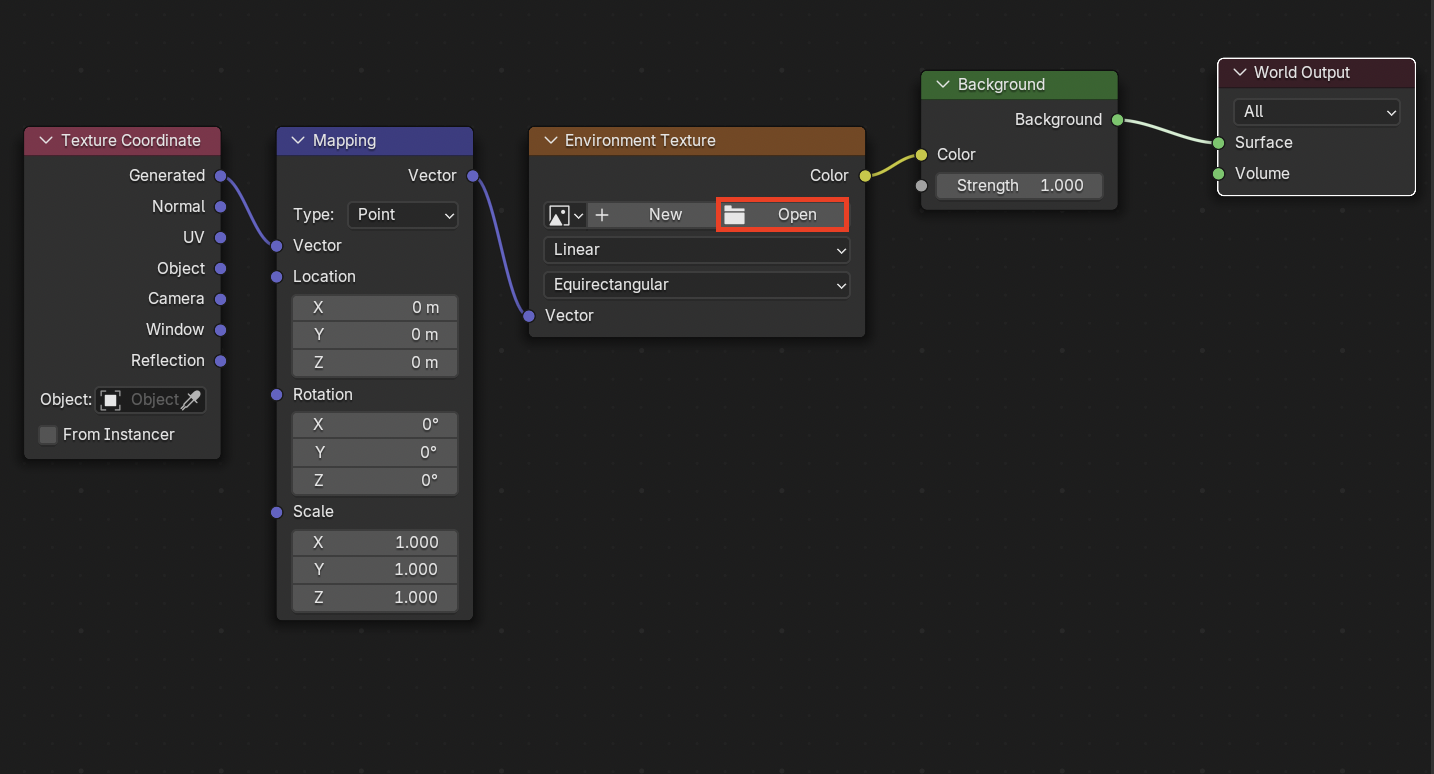 Texture Coordinate
Generated
Normal
UV
Object
Camera
Window
Reflection
Object: Object
From Instancer
Mapping
Vector
Type: Point
Vector
Location
X 0 m
Y 0 m
Z 0 m
Rotation
X 0°
Y 0°
Z 0°
Scale
X 1.000
Y 1.000
Z 1.000
Environment Texture
Color
New Open
Linear
Equirectangular
Vector
Background
Background
Color
Strength 1.000
World Output
All
Surface
Volume